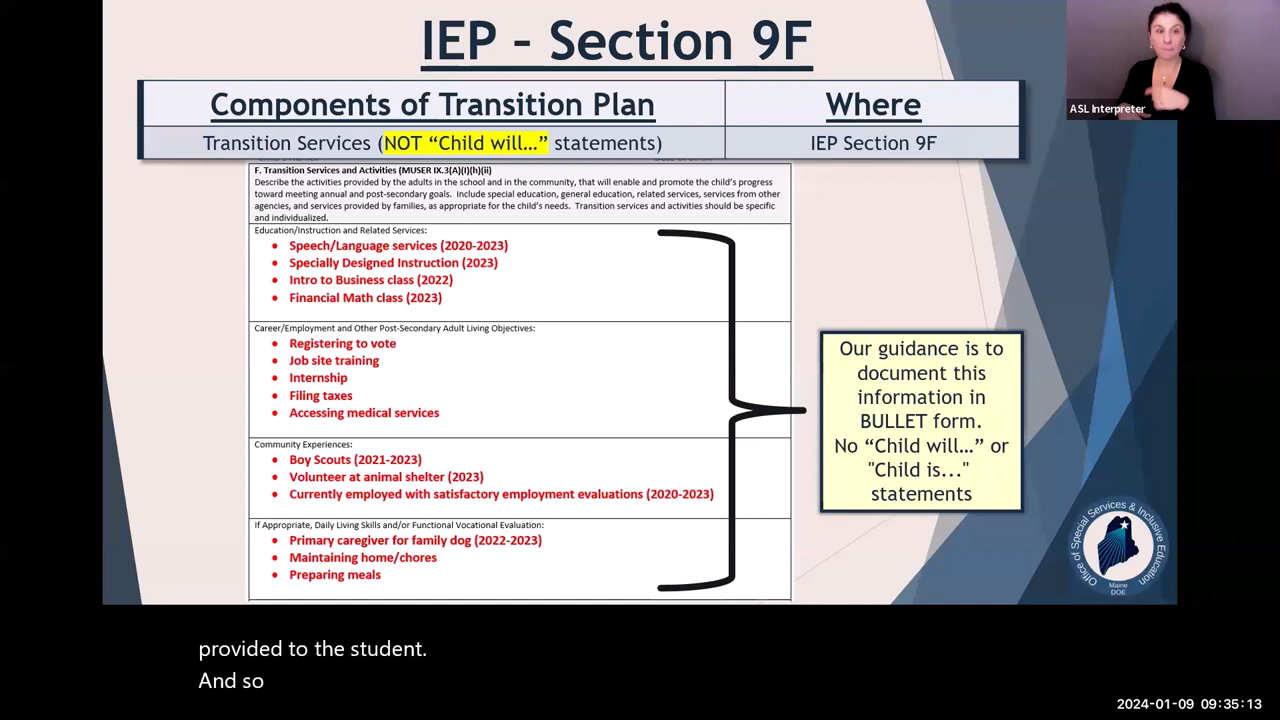 IEP – Section 9F
ASL Interpreter
Components of Transition Plan
Where
Transition Services (NOT “Child will…” statements)
IEP Section 9F
F. Transition Services and Activities (MUSER IX.3(A)(I)(h)(ii)
Describe the activities provided by the adults in the school and in the community, that will enable and promote the child’s progress
toward meeting annual and post-secondary goals. Include special education, general education, related services, services from other
agencies, and services provided by families, as appropriate for the child’s needs. Transition services and activities should be specific
and individualized.
Education/Instruction and Related Services:
• Speech/Language services (2020-2023)
• Specially Designed Instruction (2023)
• Intro to Business class (2022)
• Financial Math class (2023)
Career/Employment and Other Post-Secondary Adult Living Objectives:
• Registering to vote
• Job site training
• Internship
• Filing taxes
• Accessing medical services
Community Experiences:
• Boy Scouts (2021-2023)
• Volunteer at animal shelter (2023)
• Currently employed with satisfactory employment evaluations (2020-2023)
If Appropriate, Daily Living Skills and/or Functional Vocational Evaluation:
• Primary caregiver for family dog (2022-2023)
• Maintaining home/chores
• Preparing meals
Our guidance is to
document this
information in
BULLET form.
No “Child will…” or
"Child is..."
statements
Office of Special Services & Inclusive Education
Maine
DOE
provided to the student.
And so
2024-01-09 09:35:13